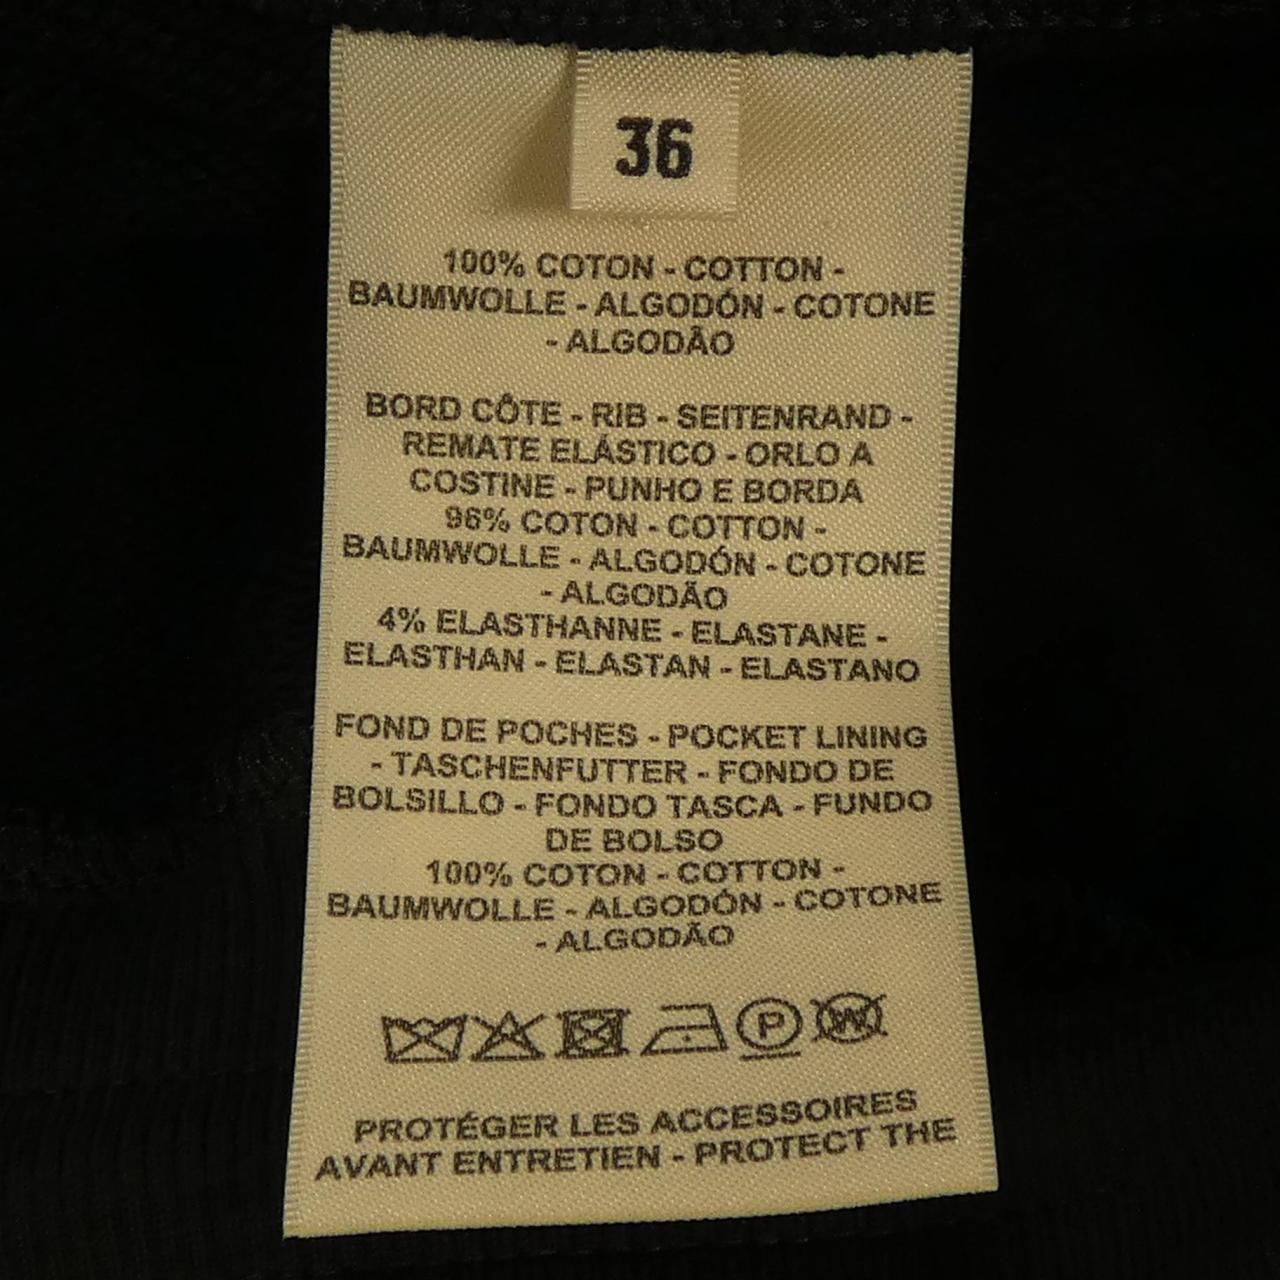 36
100% COTON - COTTON -
BAUMWOLLE - ALGODÓN - COTONE
- ALGODÃO
BORD CÔTE - RIB - SEITENRAND -
REMATE ELÁSTICO - ORLO A
COSTINE - PUNHO E BORDA
96% COTON - COTTON -
BAUMWOLLE - ALGODÓN - COTONE
- ALGODÃO
4% ELASTHANNE - ELASTANE -
ELASTHAN - ELASTAN - ELASTANO
FOND DE POCHES - POCKET LINING
- TASCHENFUTTER - FONDO DE
BOLSILLO - FONDO TASCA - FUNDO
DE BOLSO
100% COTON - COTTON -
BAUMWOLLE - ALGODÓN - COTONE
- ALGODÃO
P W
PROTÉGER LES ACCESSOIRES
AVANT ENTRETIEN - PROTECT THE